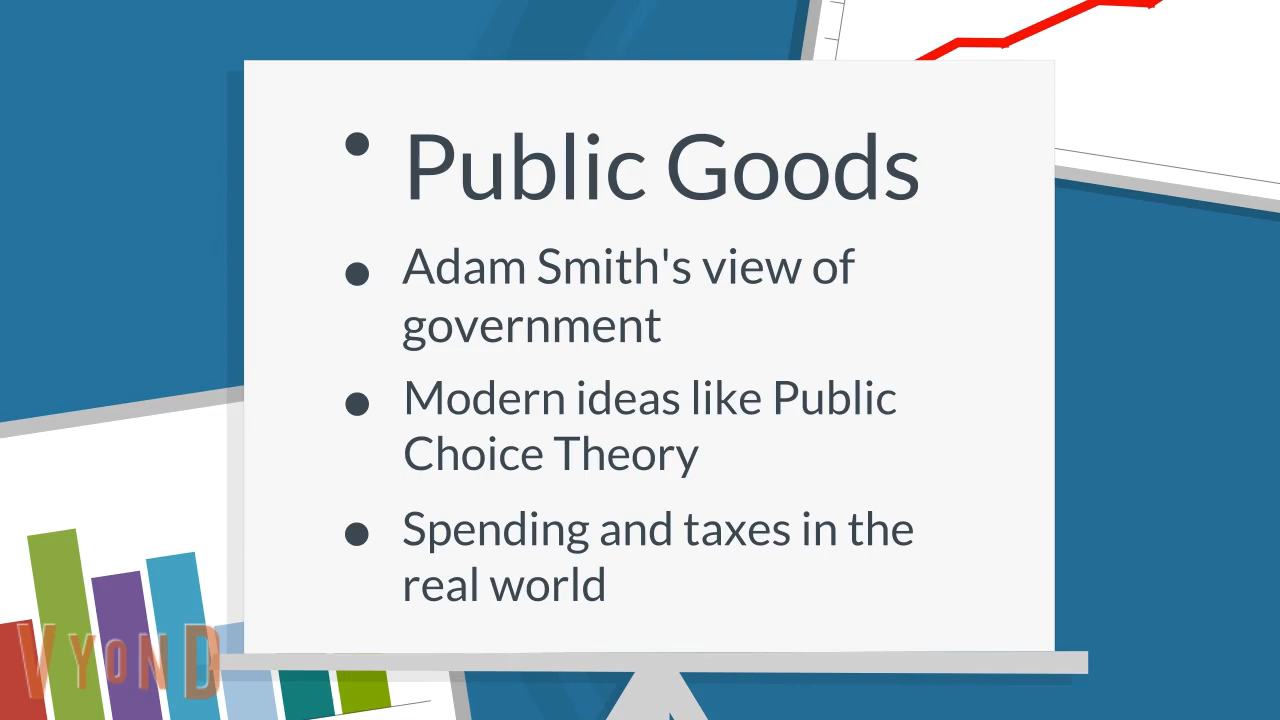 • Public Goods
• Adam Smith's view of
government
• Modern ideas like Public
Choice Theory
• Spending and taxes in the
real world
VYOND